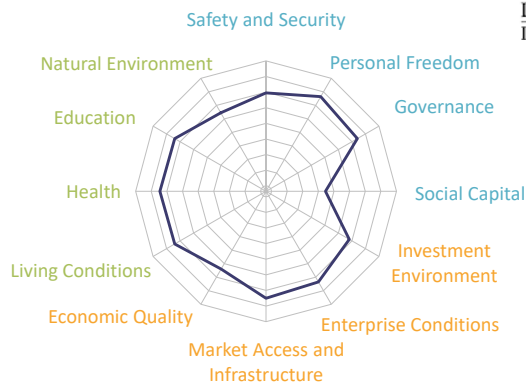 Safety and Security
Natural Environment
Personal Freedom
Education
Governance
Health
Social Capital
Living Conditions
Investment
Environment
Economic Quality
Enterprise Conditions
Market Access and
Infrastructure